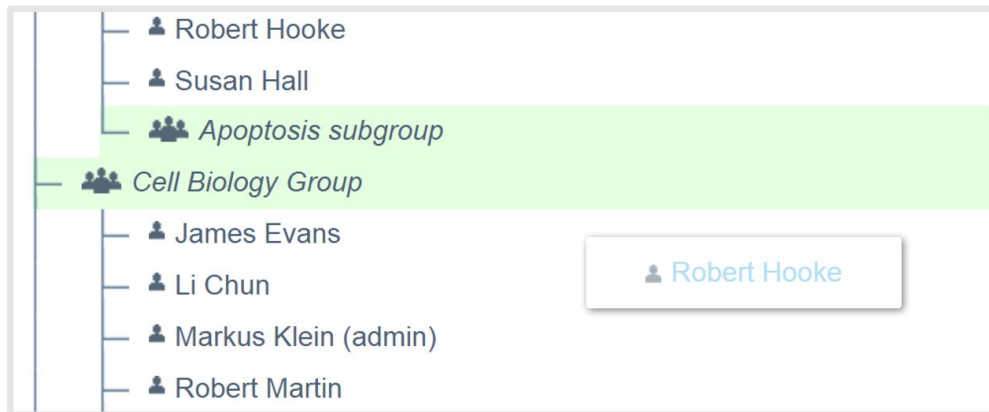 Robert Hooke
Susan Hall
Apoptosis subgroup
Cell Biology Group
James Evans
Li Chun
Robert Hooke
Markus Klein (admin)
Robert Martin